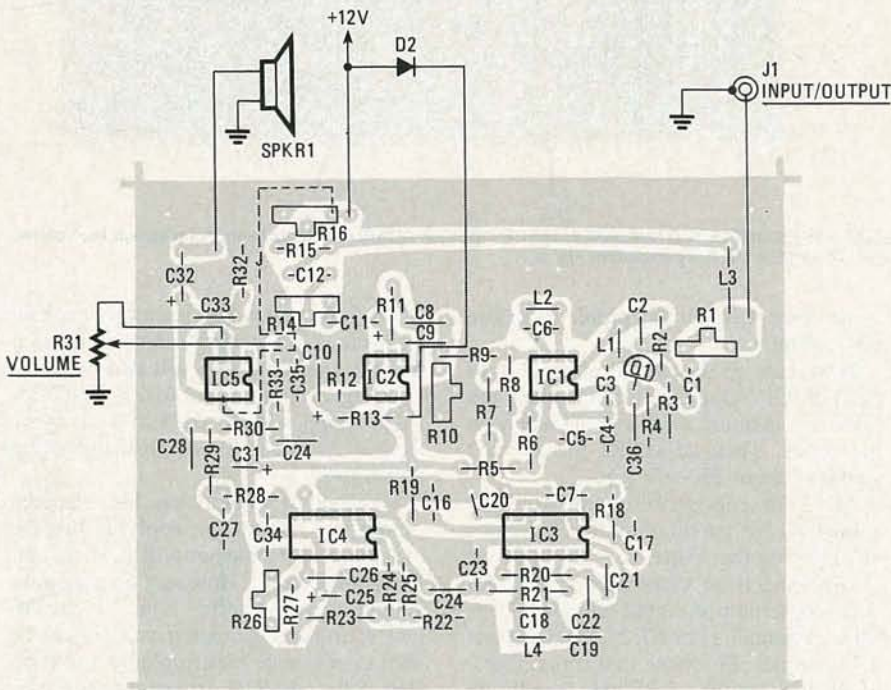 +12V
D2
J1
INPUT/OUTPUT
SPKR1
R16
R15
C12
R32
C32
+
C33
J
R14
C11
R11
+
C8
C9
L2
C6
L3
R1
C2
L1
R2
R31
VOLUME
IC5
R33
C35
C10
+
R12
IC2
R9
R10
R8
R7
IC1
C3
Q1
C1
R3
R4
R13
R30
C28
R29
C31
+
C24
R6
C5
C4
C36
R5
R28
R19
C16
C20
C7
R18
C27
C34
IC4
IC3
C17
C23
C26
C25
+
R24
R25
R20
R21
C21
R26
R27
R23
C24
R22
C18
C22
L4
C19